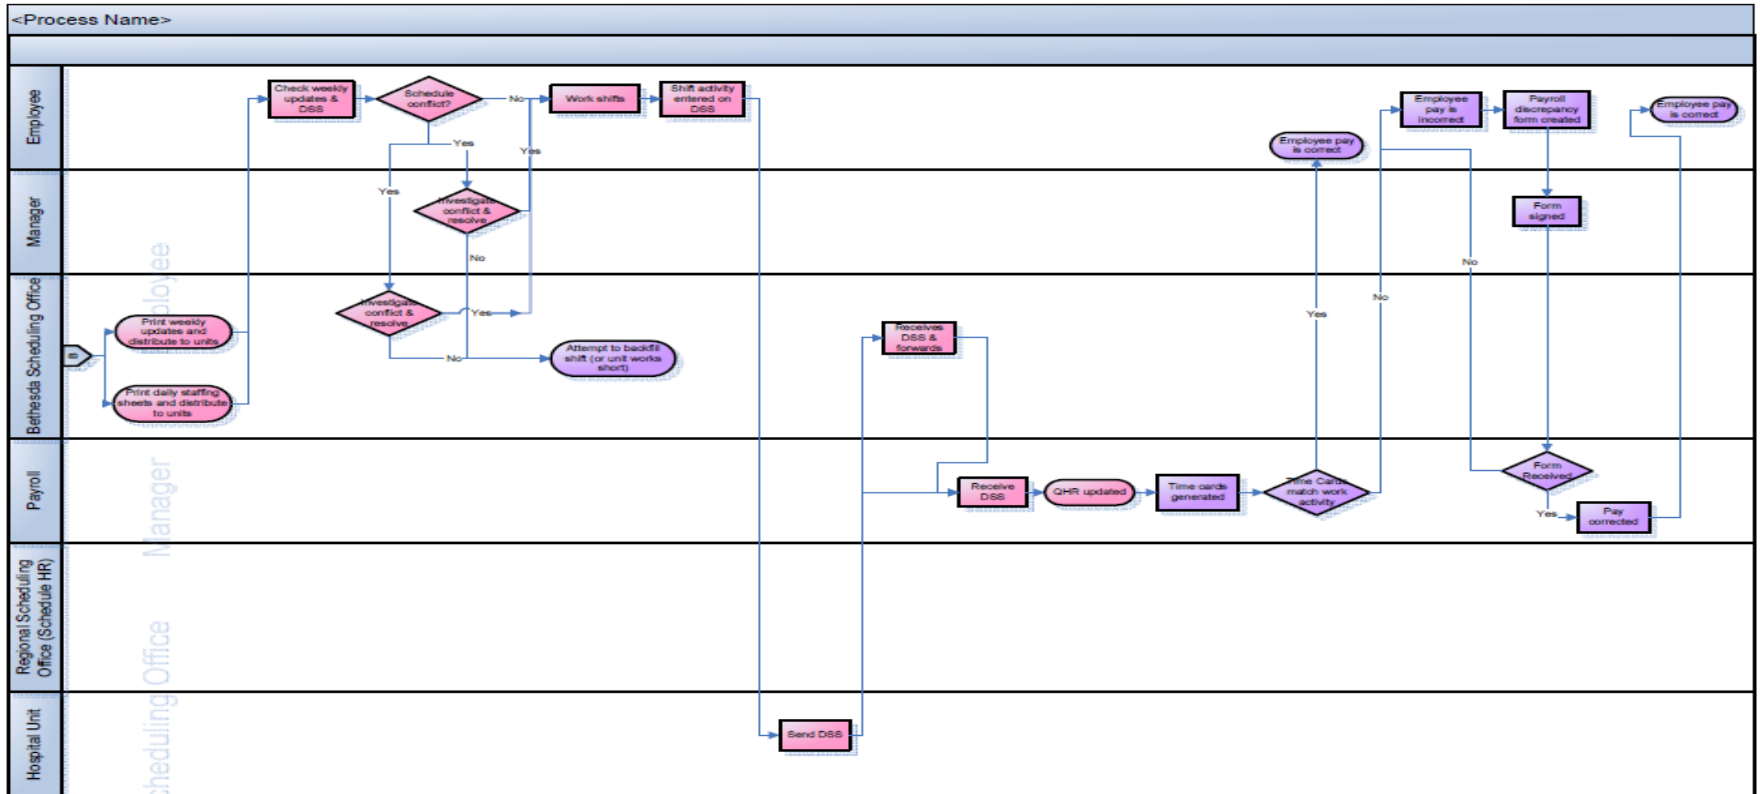 <Process Name>
Employee
Check weekly
updates &
DSS
Schedule
conflict?
No
Work shifts
Shift activity
entered on
DSS
Yes
Yes
Yes
Employee pay
is correct
Employee
pay is
incorrect
Payroll
discrepancy
form created
Employee pay
is correct
Manager
Investigate
conflict &
resolve
No
Form
signed
No
No
Yes
Bethesda Scheduling Office
Print weekly
updates and
distribute to units
Print daily staffing
sheets and distribute
to units
Investigate
conflict &
resolve
Yes
No
Attempt to backfill
shift (or unit works
short)
Receives
DSS &
forwards
Payroll
Receive
DSS
QHR updated
Time cards
generated
Time Cards
match work
activity
Form
Received
Yes
Pay
corrected
Regional Scheduling
Office (Schedule HR)
Hospital Unit
Send DSS
ployee
Manager
cheduling Office